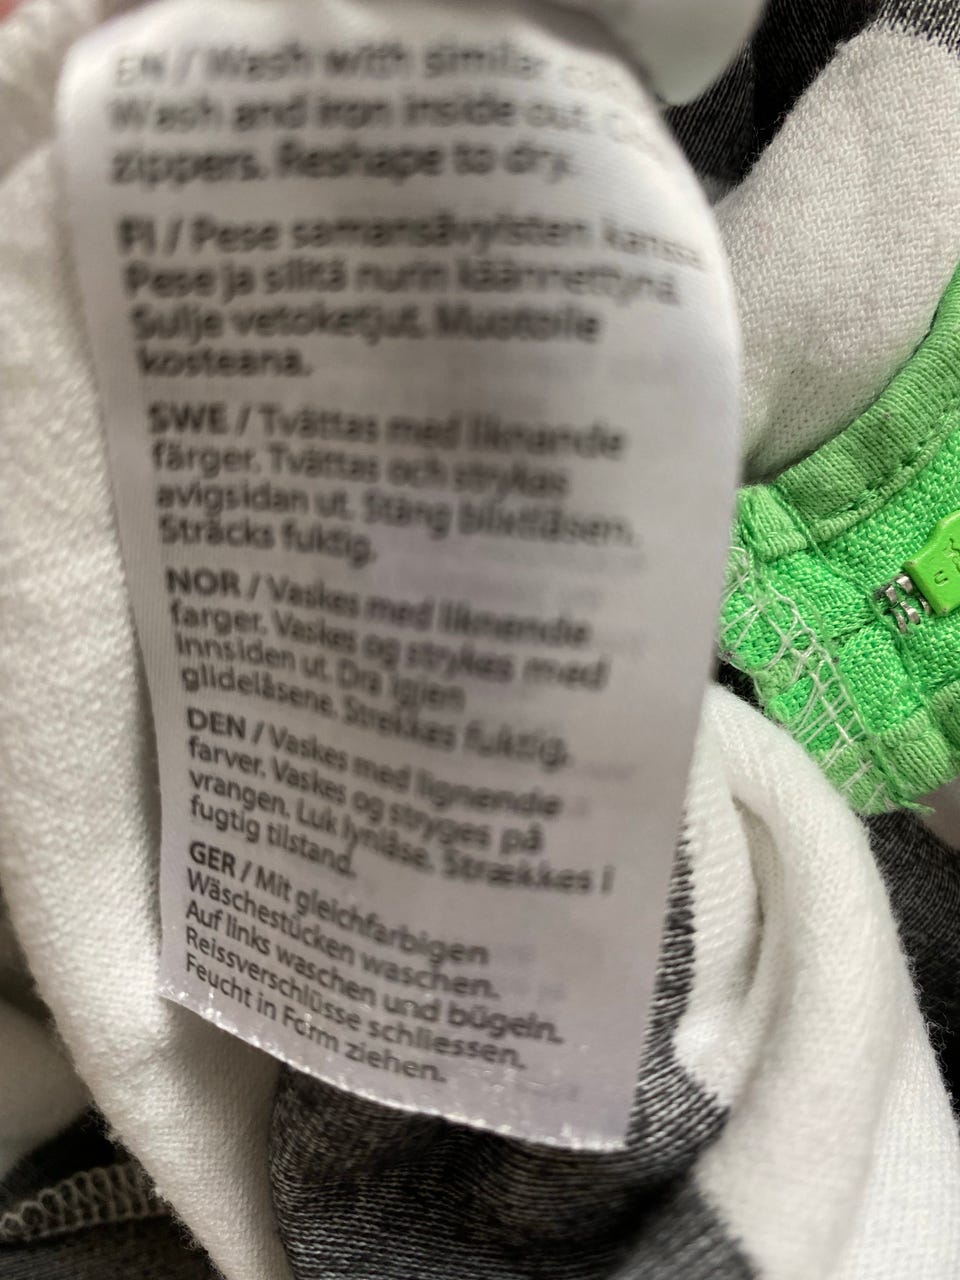 EN / Wash with similar
Wash and iron inside out.
zippers. Reshape to dry.
FI / Pese samansävyisten kanssa.
Pese ja silitä nurin käännettynä.
Sulje vetoketjut. Muotoile
kosteana.
SWE / Tvättas med liknande
färger. Tvättas och strykes
avigsidan ut. Stäng blixtlåsen.
Sträcks fuktig.
NOR / Vaskes med liknende
farger. Vaskes og strykes med
innsiden ut. Dra igjen
glidelåsene. Strekkes fuktig.
DEN / Vaskes med lignende
farver. Vaskes og stryges på
vrangen. Luk lynlåse. Strækkes i
fugtig tilstand.
GER / Mit gleichfarbigen
Wäschestücken waschen.
Auf links waschen und bügeln.
Reissverschlüsse schliessen.
Feucht in Form ziehen.